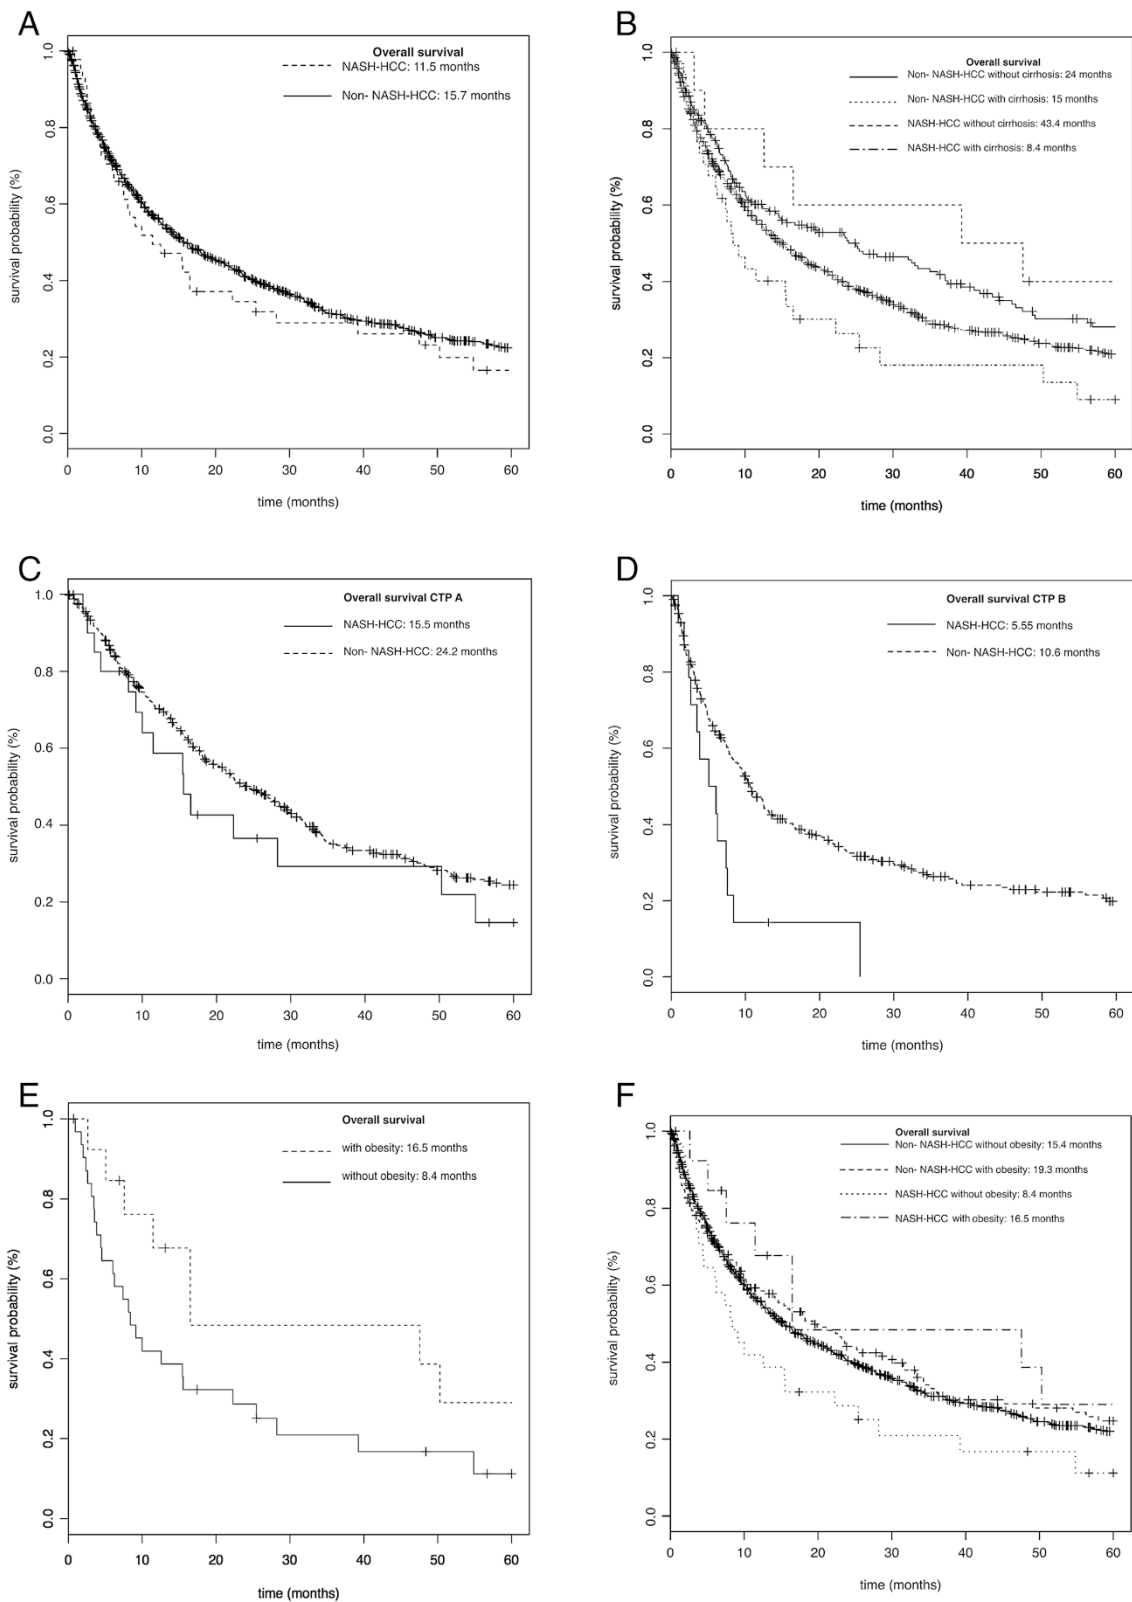 A
Overall survival
NASH-HCC: 11.5 months
Non- NASH-HCC: 15.7 months
survival probability (%)
1.0
0.8
0.6
0.4
0.2
0.0
0 10 20 30 40 50 60
time (months)
B
Overall survival
Non- NASH-HCC without cirrhosis: 24 months
Non- NASH-HCC with cirrhosis: 15 months
NASH-HCC without cirrhosis: 43.4 months
NASH-HCC with cirrhosis: 8.4 months
survival probability (%)
1.0
0.8
0.6
0.4
0.2
0.0
0 10 20 30 40 50 60
time (months)
C
Overall survival CTP A
NASH-HCC: 15.5 months
Non- NASH-HCC: 24.2 months
survival probability (%)
1.0
0.8
0.6
0.4
0.2
0.0
0 10 20 30 40 50 60
time (months)
D
Overall survival CTP B
NASH-HCC: 5.55 months
Non- NASH-HCC: 10.6 months
survival probability (%)
1.0
0.8
0.6
0.4
0.2
0.0
0 10 20 30 40 50 60
time (months)
E
Overall survival
with obesity: 16.5 months
without obesity: 8.4 months
survival probability (%)
1.0
0.8
0.6
0.4
0.2
0.0
0 10 20 30 40 50 60
time (months)
F
Overall survival
Non- NASH-HCC without obesity: 15.4 months
Non- NASH-HCC with obesity: 19.3 months
NASH-HCC without obesity: 8.4 months
NASH-HCC with obesity: 16.5 months
survival probability (%)
1.0
0.8
0.6
0.4
0.2
0.0
0 10 20 30 40 50 60
time (months)